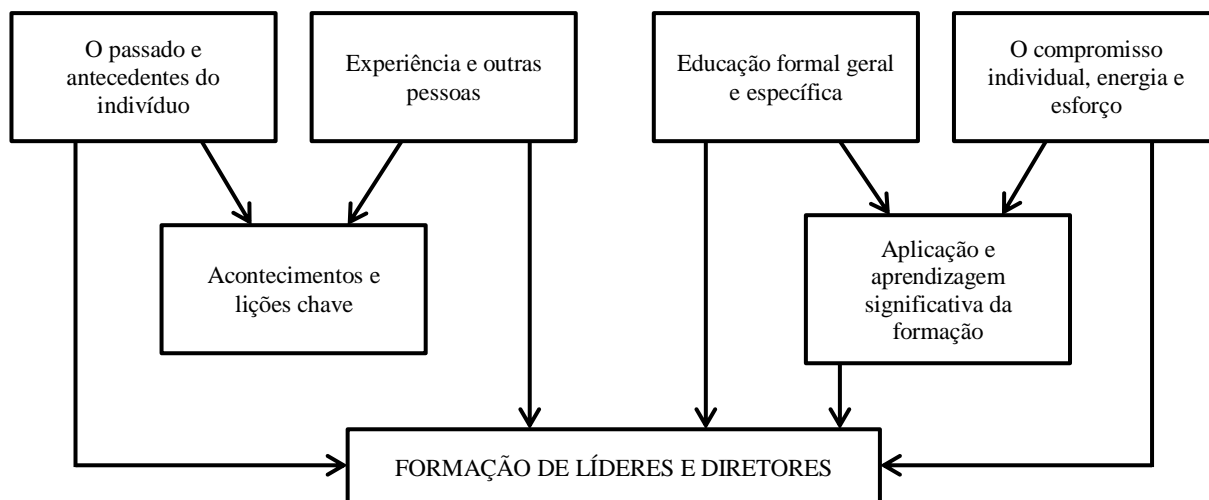 O passado e
antecedentes do
indivíduo
Experiência e outras
pessoas
Educação formal geral
e específica
O compromisso
individual, energia e
esforço
Acontecimentos e
lições chave
Aplicação e
aprendizagem
significativa da
formação
FORMAÇÃO DE LÍDERES E DIRETORES